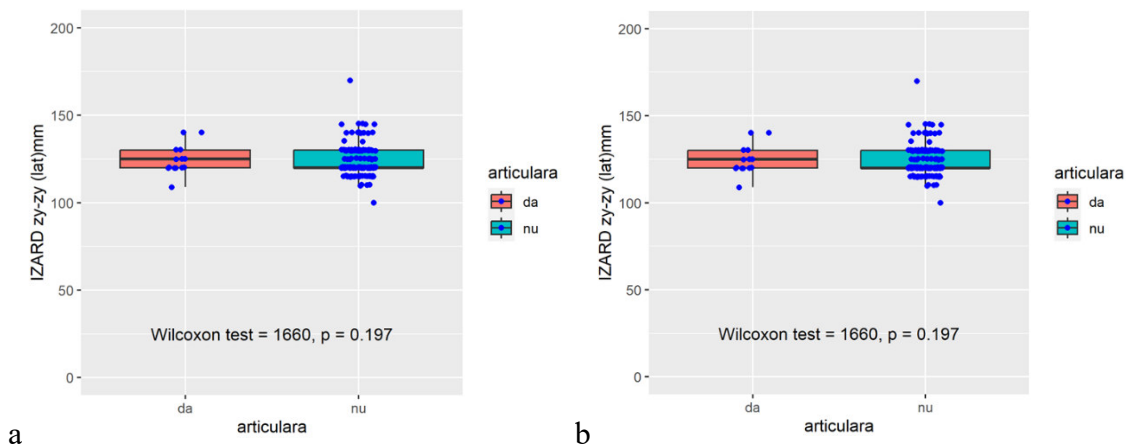 200
150
100
50
0
IZARD zy-zy (lat)mm
Wilcoxon test = 1660, p = 0.197
da
nu
articulara
articulara
da
nu
a
200
150
100
50
0
IZARD zy-zy (lat)mm
Wilcoxon test = 1660, p = 0.197
da
nu
articulara
articulara
da
nu
b